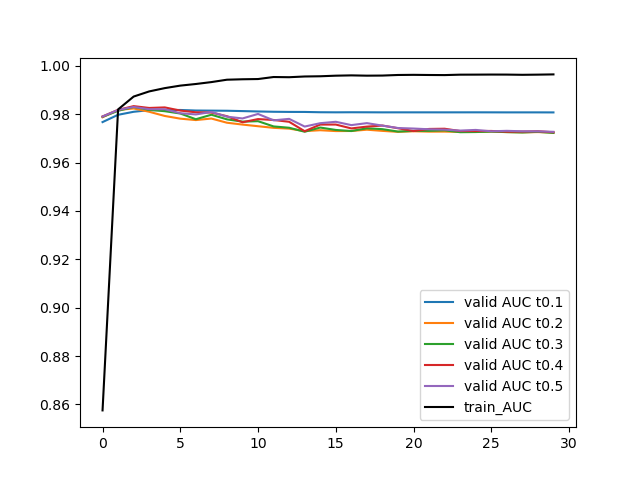 1.00
0.98
0.96
0.94
0.92
0.90
0.88
0.86
valid AUC t0.1
valid AUC t0.2
valid AUC t0.3
valid AUC t0.4
valid AUC t0.5
train_AUC
0 5 10 15 20 25 30